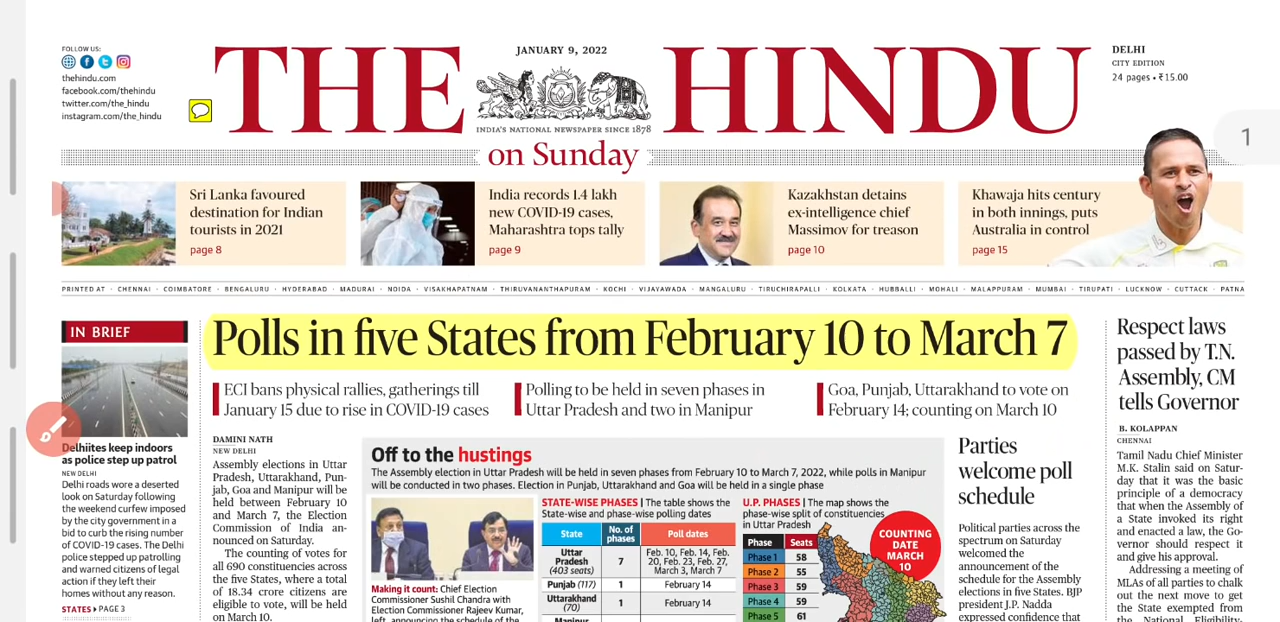 FOLLOW US:
thehindu.com
facebook.com/thehindu
twitter.com/the_hindu
instagram.com/the_hindu
JANUARY 9, 2022
THE HINDU
INDIA'S NATIONAL NEWSPAPER SINCE 1878
on Sunday
DELHI
CITY EDITION
24 pages • ₹15.00
1
Sri Lanka favoured
destination for Indian
tourists in 2021
page 8
India records 1.4 lakh
new COVID-19 cases,
Maharashtra tops tally
page 9
Kazakhstan detains
ex-intelligence chief
Massimov for treason
page 10
Khawaja hits century
in both innings, puts
Australia in control
page 15
PRINTED AT · CHENNAI · COIMBATORE · BENGALURU · HYDERABAD · MADURAI · NOIDA · VISAKHAPATNAM · THIRUVANANTHAPURAM · KOCHI · VIJAYAWADA · MANGALURU · TIRUCHIRAPALLI · KOLKATA · HUBBALLI · MOHALI · MALAPPURAM · MUMBAI · TIRUPATI · LUCKNOW · CUTTACK · PATNA
IN BRIEF
Delhiites keep indoors
as police step up patrol
NEW DELHI
Delhi roads wore a deserted
look on Saturday following
the weekend curfew imposed
by the city government in a
bid to curb the rising number
of COVID-19 cases. The Delhi
police stepped up patrolling
and warned citizens of legal
action if they left their
homes without any reason.
STATES ▸ PAGE 3
Polls in five States from February 10 to March 7
ECI bans physical rallies, gatherings till
January 15 due to rise in COVID-19 cases
Polling to be held in seven phases in
Uttar Pradesh and two in Manipur
Goa, Punjab, Uttarakhand to vote on
February 14; counting on March 10
DAMINI NATH
NEW DELHI
Assembly elections in Uttar
Pradesh, Uttarakhand, Pun-
jab, Goa and Manipur will be
held between February 10
and March 7, the Election
Commission of India an-
nounced on Saturday.
The counting of votes for
all 690 constituencies across
the five States, where a total
of 18.34 crore citizens are
eligible to vote, will be held
on March 10.
Off to the hustings
The Assembly election in Uttar Pradesh will be held in seven phases from February 10 to March 7, 2022, while polls in Manipur
will be conducted in two phases. Election in Punjab, Uttarakhand and Goa will be held in a single phase
Making it count: Chief Election
Commissioner Sushil Chandra with
Election Commissioner Rajeev Kumar,
left, announcing the schedule of the
STATE-WISE PHASES | The table shows the
State-wise and phase-wise polling dates
State No. of phases Poll dates
Uttar Pradesh (403 seats) 7 Feb. 10, Feb. 14, Feb. 20, Feb. 23, Feb. 27, March 3, March 7
Punjab (117) 1 February 14
Uttarakhand (70) 1 February 14
Manipur
U.P. PHASES | The map shows the
phase-wise split of constituencies
in Uttar Pradesh
Phase Seats
Phase 1 58
Phase 2 55
Phase 3 59
Phase 4 59
Phase 5 61
COUNTING
DATE
MARCH
10
Parties
welcome poll
schedule
Political parties across the
spectrum on Saturday
welcomed the
announcement of the
schedule for the Assembly
elections in five States. BJP
president J.P. Nadda
expressed confidence that
Respect laws
passed by T.N.
Assembly, CM
tells Governor
B. KOLAPPAN
CHENNAI
Tamil Nadu Chief Minister
M.K. Stalin said on Satur-
day that it was the basic
principle of a democracy
that when the Assembly
of a State invoked its right
and enacted a law, the Go-
vernor should respect it
and give his approval.
Addressing a meeting of
MLAs of all parties to chalk
out the next move to get
the State exempted from
the National Eligibility-